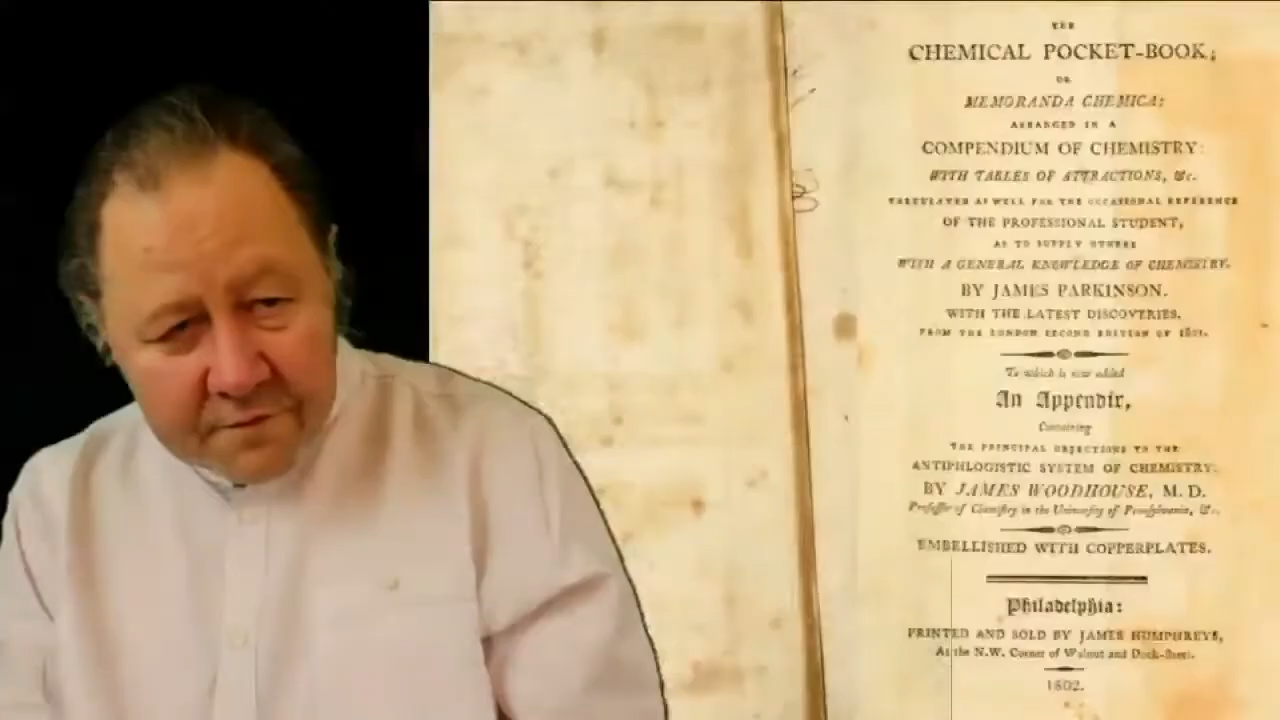 THE
CHEMICAL POCKET-BOOK;
OR
MEMORANDA CHEMICA:
ARRANGED IN A
COMPENDIUM OF CHEMISTRY:
WITH TABLES OF ATTRACTIONS, &c.
CALCULATED AS WELL FOR THE OCCASIONAL REFERENCE
OF THE PROFESSIONAL STUDENT,
AS TO SUPPLY OTHERS
WITH A GENERAL KNOWLEDGE OF CHEMISTRY.
BY JAMES PARKINSON.
WITH THE LATEST DISCOVERIES.
FROM THE LONDON SECOND EDITION OF 1801.
To which is now added
An Appendix,
Containing
THE PRINCIPAL OBJECTIONS TO THE
ANTIPHLOGISTIC SYSTEM OF CHEMISTRY.
BY JAMES WOODHOUSE, M. D.
Professor of Chemistry in the University of Pennsylvania, &c.
EMBELLISHED WITH COPPERPLATES.
Philadelphia:
PRINTED AND SOLD BY JAMES HUMPHREYS,
At the N.W. Corner of Walnut and Dock-Street.
1802.